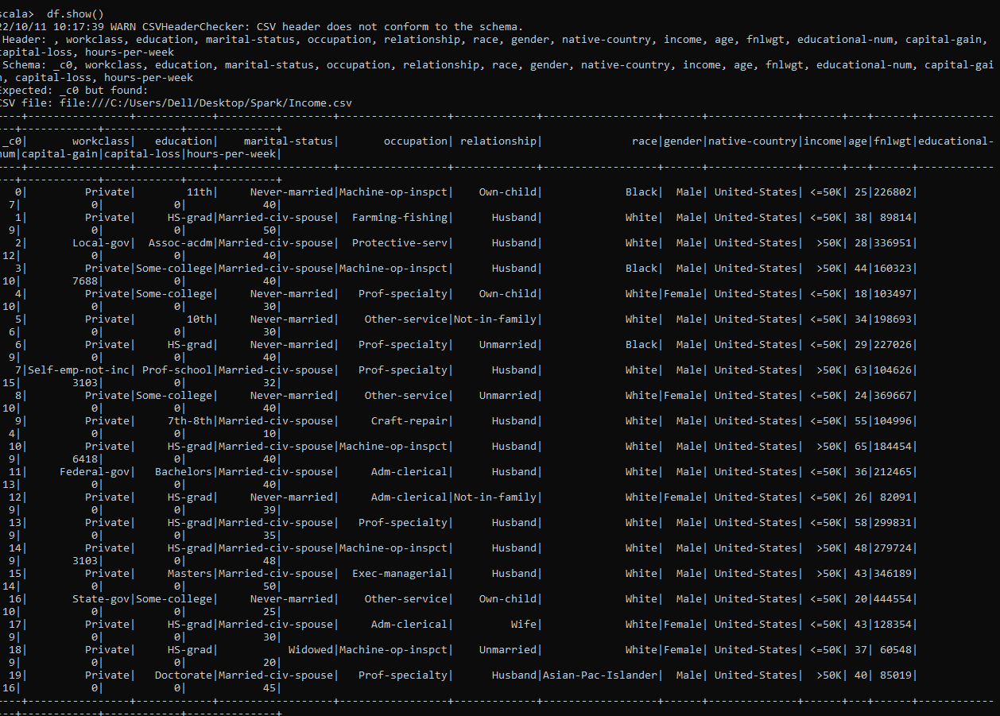 scala>  df.show()
22/10/11 10:17:39 WARN CSVHeaderChecker: CSV header does not conform to the schema.
 Header: , workclass, education, marital-status, occupation, relationship, race, gender, native-country, income, age, fnlwgt, educational-num, capital-gain,
capital-loss, hours-per-week
 Schema: _c0, workclass, education, marital-status, occupation, relationship, race, gender, native-country, income, age, fnlwgt, educational-num, capital-gai
n, capital-loss, hours-per-week
Expected: _c0 but found:
CSV file: file:///C:/Users/Dell/Desktop/Spark/Income.csv
----+----------------+------------+------------------+-----------------+-------------+------------------+------+--------------+------+---+------+------------
---+------------+------------+--------------+
_c0|       workclass|   education|    marital-status|       occupation| relationship|              race|gender|native-country|income|age|fnlwgt|educational-
num|capital-gain|capital-loss|hours-per-week|
----+----------------+------------+------------------+-----------------+-------------+------------------+------+--------------+------+---+------+------------
---+------------+------------+--------------+
  0|         Private|        11th|     Never-married|Machine-op-inspct|    Own-child|             Black|  Male| United-States| <=50K| 25|226802|
 7|           0|           0|            40|
  1|         Private|     HS-grad|Married-civ-spouse|  Farming-fishing|      Husband|             White|  Male| United-States| <=50K| 38| 89814|
 9|           0|           0|            50|
  2|       Local-gov|  Assoc-acdm|Married-civ-spouse|  Protective-serv|      Husband|             White|  Male| United-States|  >50K| 28|336951|
12|           0|           0|            40|
  3|         Private|Some-college|Married-civ-spouse|Machine-op-inspct|      Husband|             Black|  Male| United-States|  >50K| 44|160323|
10|        7688|           0|            40|
  4|         Private|Some-college|     Never-married|   Prof-specialty|    Own-child|             White|Female| United-States| <=50K| 18|103497|
10|           0|           0|            30|
  5|         Private|        10th|     Never-married|    Other-service|Not-in-family|             White|  Male| United-States| <=50K| 34|198693|
 6|           0|           0|            30|
  6|         Private|     HS-grad|     Never-married|   Prof-specialty|    Unmarried|             Black|  Male| United-States| <=50K| 29|227026|
 9|           0|           0|            40|
  7|Self-emp-not-inc| Prof-school|Married-civ-spouse|   Prof-specialty|      Husband|             White|  Male| United-States|  >50K| 63|104626|
15|        3103|           0|            32|
  8|         Private|Some-college|     Never-married|    Other-service|    Unmarried|             White|Female| United-States| <=50K| 24|369667|
10|           0|           0|            40|
  9|         Private|     7th-8th|Married-civ-spouse|     Craft-repair|      Husband|             White|  Male| United-States| <=50K| 55|104996|
 4|           0|           0|            10|
 10|         Private|     HS-grad|Married-civ-spouse|Machine-op-inspct|      Husband|             White|  Male| United-States|  >50K| 65|184454|
 9|        6418|           0|            40|
 11|     Federal-gov|   Bachelors|Married-civ-spouse|     Adm-clerical|      Husband|             White|  Male| United-States| <=50K| 36|212465|
13|           0|           0|            40|
 12|         Private|     HS-grad|     Never-married|     Adm-clerical|Not-in-family|             White|Female| United-States| <=50K| 26| 82091|
 9|           0|           0|            39|
 13|         Private|     HS-grad|Married-civ-spouse|   Prof-specialty|      Husband|             White|  Male| United-States| <=50K| 58|299831|
 9|           0|           0|            35|
 14|         Private|     HS-grad|Married-civ-spouse|Machine-op-inspct|      Husband|             White|  Male| United-States|  >50K| 48|279724|
 9|        3103|           0|            48|
 15|         Private|     Masters|Married-civ-spouse|  Exec-managerial|      Husband|             White|  Male| United-States|  >50K| 43|346189|
14|           0|           0|            50|
 16|       State-gov|Some-college|     Never-married|    Other-service|    Own-child|             White|  Male| United-States| <=50K| 20|444554|
10|           0|           0|            25|
 17|         Private|     HS-grad|Married-civ-spouse|     Adm-clerical|         Wife|             White|Female| United-States| <=50K| 43|128354|
 9|           0|           0|            30|
 18|         Private|     HS-grad|           Widowed|Machine-op-inspct|    Unmarried|             White|Female| United-States| <=50K| 37| 60548|
 9|           0|           0|            20|
 19|         Private|   Doctorate|Married-civ-spouse|   Prof-specialty|      Husband|Asian-Pac-Islander|  Male| United-States|  >50K| 40| 85019|
16|           0|           0|            45|
----+----------------+------------+------------------+-----------------+-------------+------------------+------+--------------+------+---+------+------------
---+------------+------------+--------------+